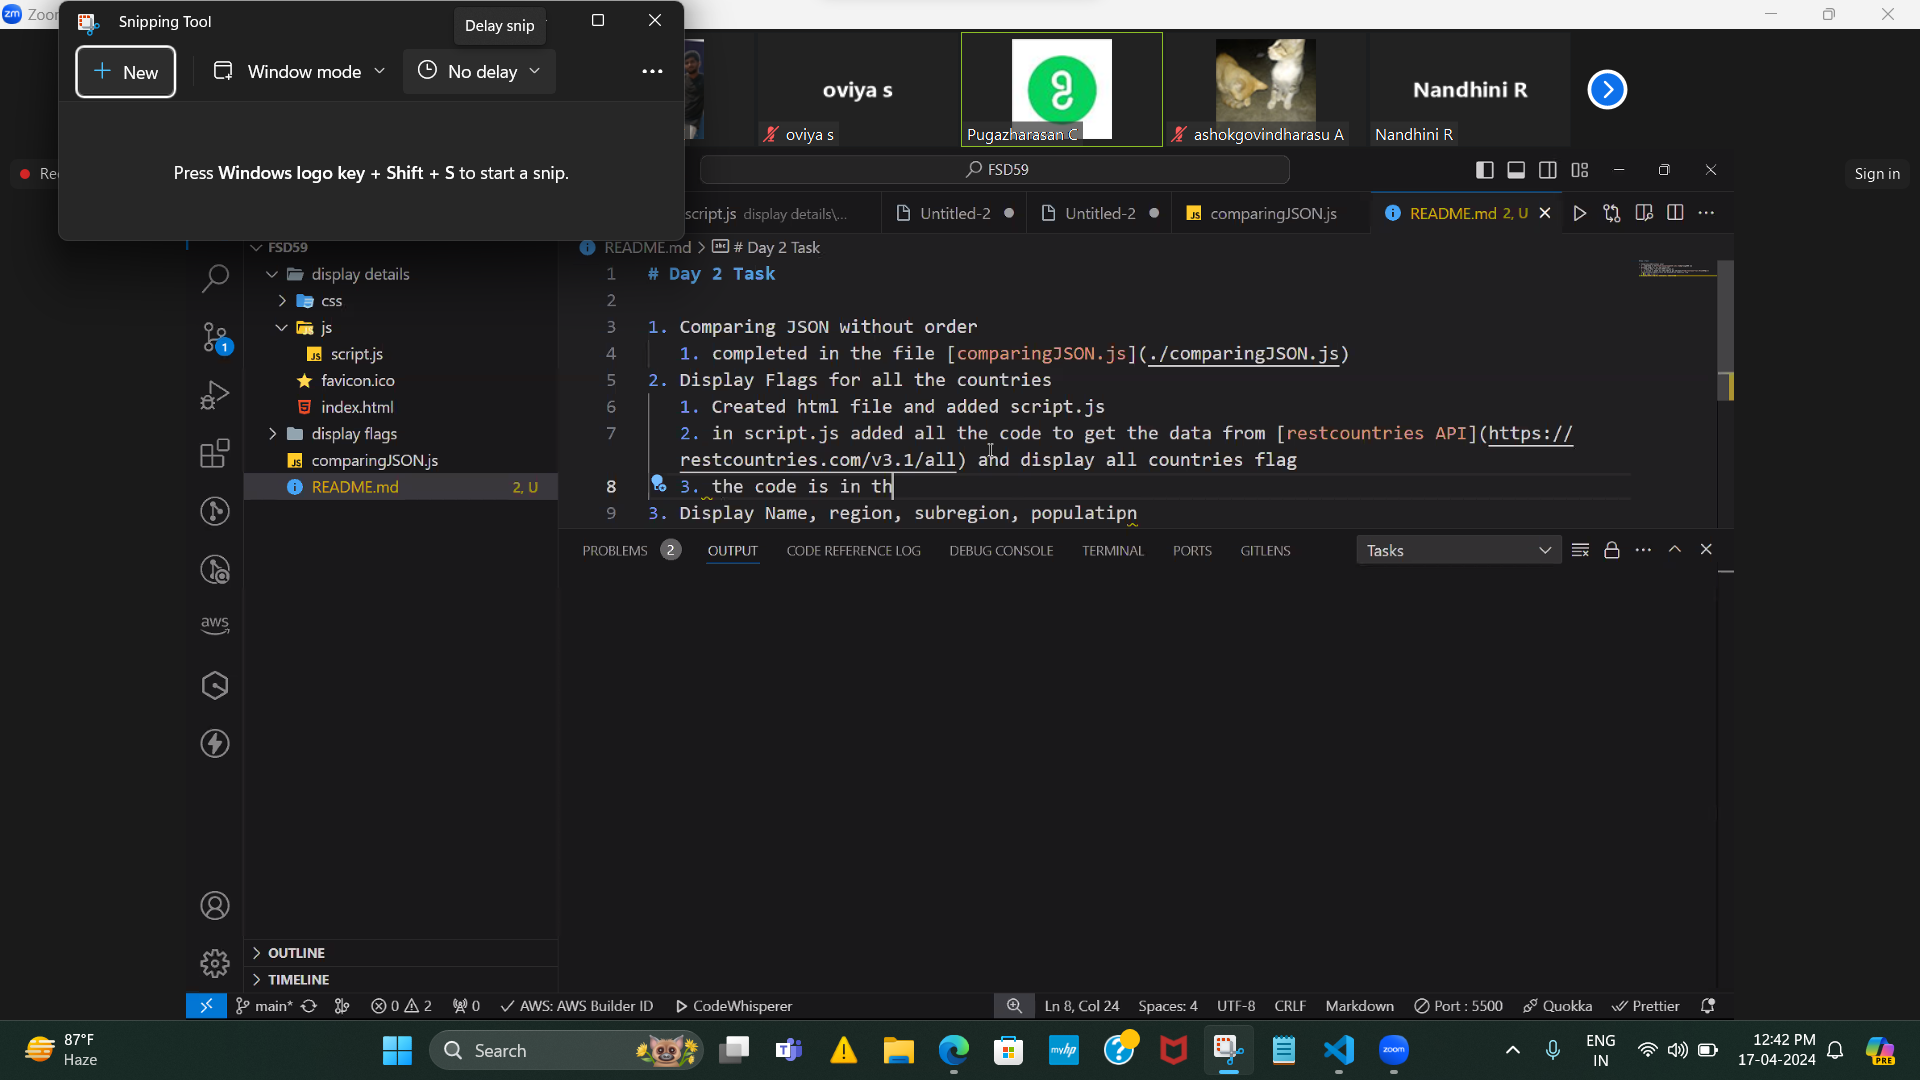 zm Zoom
Snipping Tool
Delay snip
New
Window mode
No delay
Press Windows logo key + Shift + S to start a snip.
oviya s
oviya s
Pugazharasan C
ashokgovindharasu A
Nandhini R
Nandhini R
Rec
FSD59
Sign in
script.js display details\...
Untitled-2
Untitled-2
JS comparingJSON.js
README.md 2, U
FSD59
display details
css
js
JS script.js
favicon.ico
index.html
display flags
JS comparingJSON.js
README.md 2, U
1
aws
OUTLINE
TIMELINE
README.md > # Day 2 Task
1 # Day 2 Task
2
3 1. Comparing JSON without order
4 1. completed in the file [comparingJSON.js](./comparingJSON.js)
5 2. Display Flags for all the countries
6 1. Created html file and added script.js
7 2. in script.js added all the code to get the data from [restcountries API](https://
restcountries.com/v3.1/all) and display all countries flag
8 3. the code is in th
9 3. Display Name, region, subregion, populatipn
PROBLEMS 2 OUTPUT CODE REFERENCE LOG DEBUG CONSOLE TERMINAL PORTS GITLENS
Tasks
main* 0 2 0 AWS: AWS Builder ID CodeWhisperer
Ln 8, Col 24 Spaces: 4 UTF-8 CRLF Markdown Port : 5500 Quokka Prettier
87°F
Haze
Search
myhp
zoom
ENG
IN
12:42 PM
17-04-2024
PRE